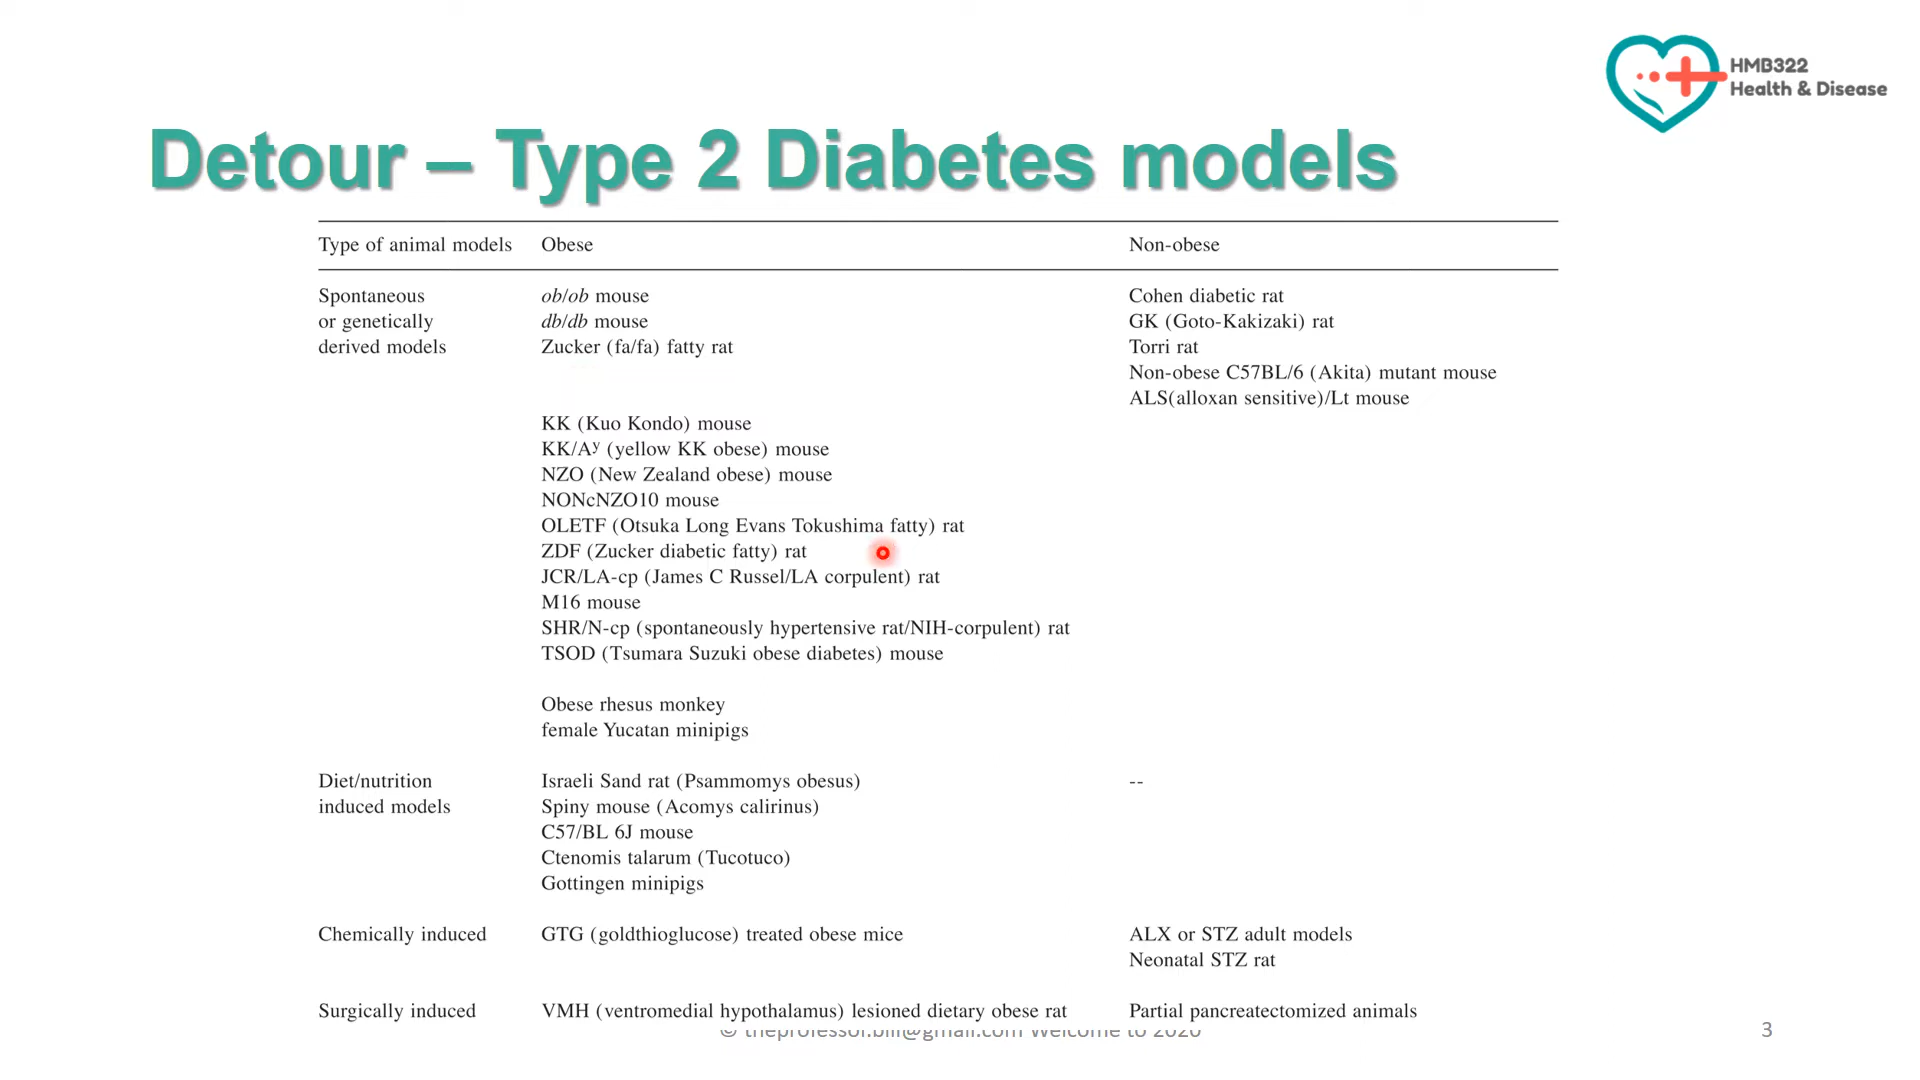 HMB322
Health & Disease
Detour – Type 2 Diabetes models
Type of animal models Obese Non-obese
Spontaneous ob/ob mouse Cohen diabetic rat
or genetically db/db mouse GK (Goto-Kakizaki) rat
derived models Zucker (fa/fa) fatty rat Torri rat
Non-obese C57BL/6 (Akita) mutant mouse
ALS(alloxan sensitive)/Lt mouse
KK (Kuo Kondo) mouse
KK/Aʸ (yellow KK obese) mouse
NZO (New Zealand obese) mouse
NONcNZO10 mouse
OLETF (Otsuka Long Evans Tokushima fatty) rat
ZDF (Zucker diabetic fatty) rat
JCR/LA-cp (James C Russel/LA corpulent) rat
M16 mouse
SHR/N-cp (spontaneously hypertensive rat/NIH-corpulent) rat
TSOD (Tsumara Suzuki obese diabetes) mouse
Obese rhesus monkey
female Yucatan minipigs
Diet/nutrition Israeli Sand rat (Psammomys obesus) --
induced models Spiny mouse (Acomys calirinus)
C57/BL 6J mouse
Ctenomis talarum (Tucotuco)
Gottingen minipigs
Chemically induced GTG (goldthioglucose) treated obese mice ALX or STZ adult models
Neonatal STZ rat
Surgically induced VMH (ventromedial hypothalamus) lesioned dietary obese rat Partial pancreatectomized animals
© theprofessor.bill@gmail.com Welcome to 2020
3